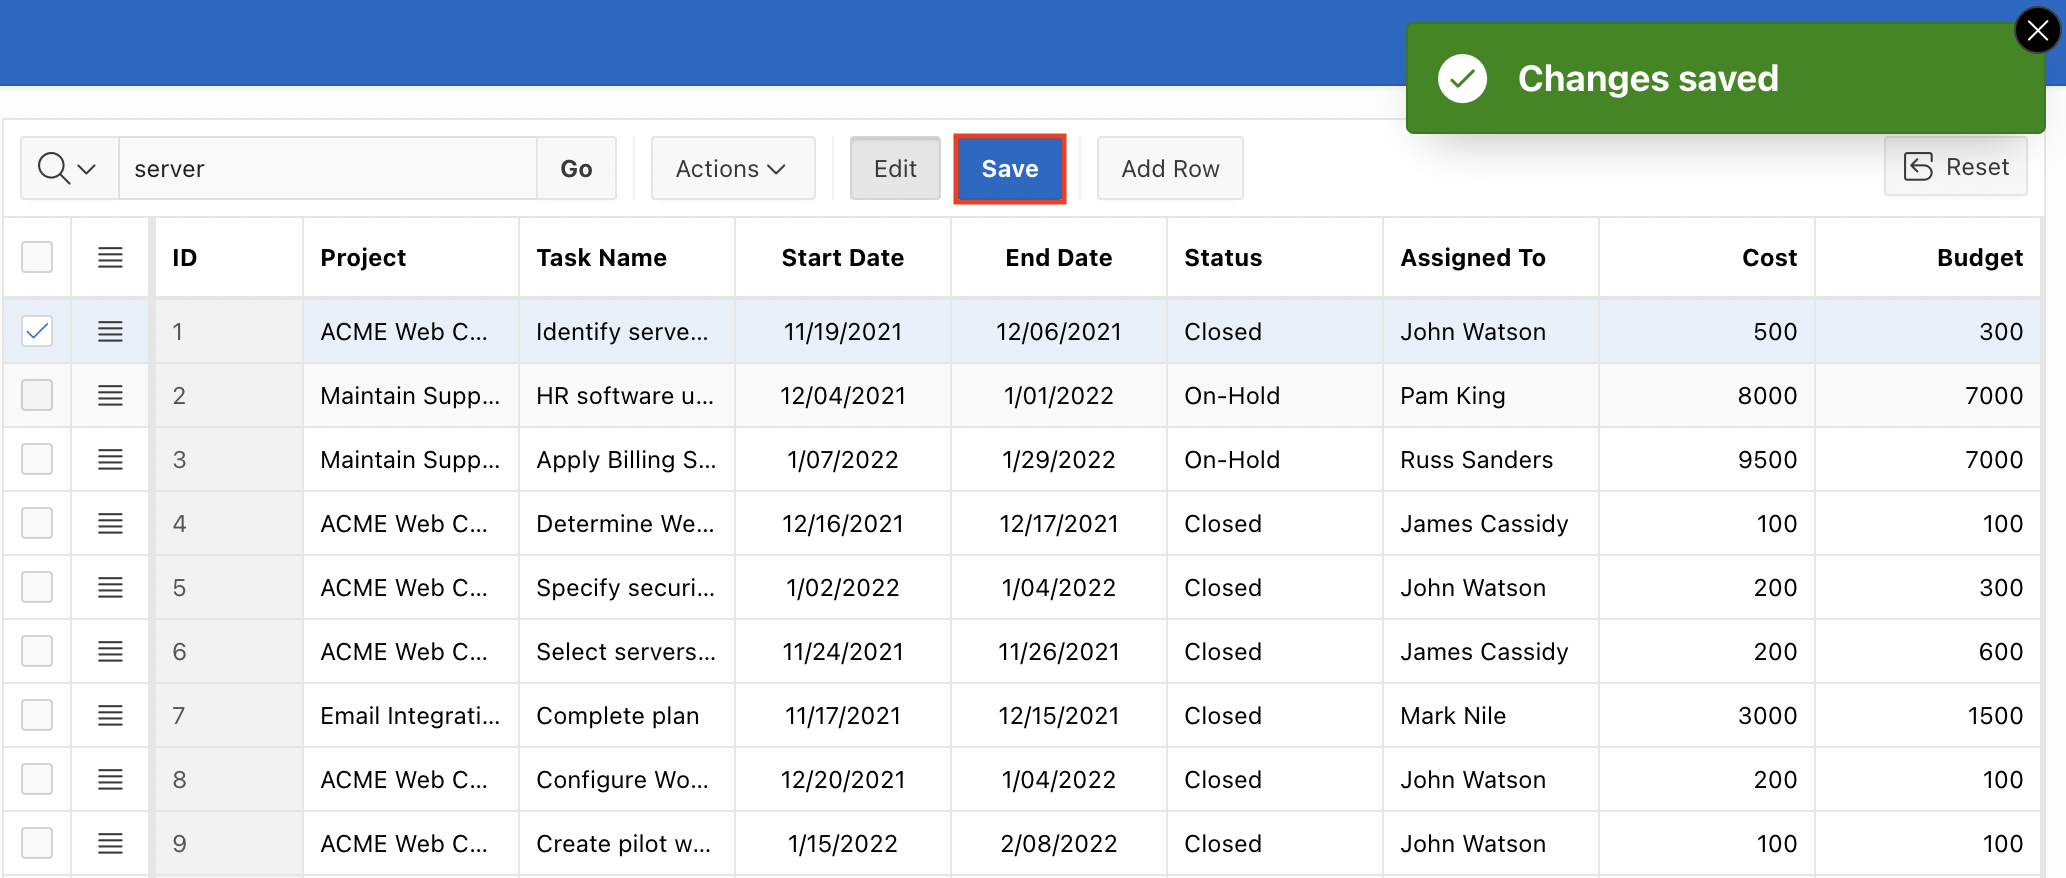 Changes saved
server Go Actions Edit Save Add Row Reset
ID Project Task Name Start Date End Date Status Assigned To Cost Budget
1 ACME Web C... Identify serve... 11/19/2021 12/06/2021 Closed John Watson 500 300
2 Maintain Supp... HR software u... 12/04/2021 1/01/2022 On-Hold Pam King 8000 7000
3 Maintain Supp... Apply Billing S... 1/07/2022 1/29/2022 On-Hold Russ Sanders 9500 7000
4 ACME Web C... Determine We... 12/16/2021 12/17/2021 Closed James Cassidy 100 100
5 ACME Web C... Specify securi... 1/02/2022 1/04/2022 Closed John Watson 200 300
6 ACME Web C... Select servers... 11/24/2021 11/26/2021 Closed James Cassidy 200 600
7 Email Integrati... Complete plan 11/17/2021 12/15/2021 Closed Mark Nile 3000 1500
8 ACME Web C... Configure Wo... 12/20/2021 1/04/2022 Closed John Watson 200 100
9 ACME Web C... Create pilot w... 1/15/2022 2/08/2022 Closed John Watson 100 100